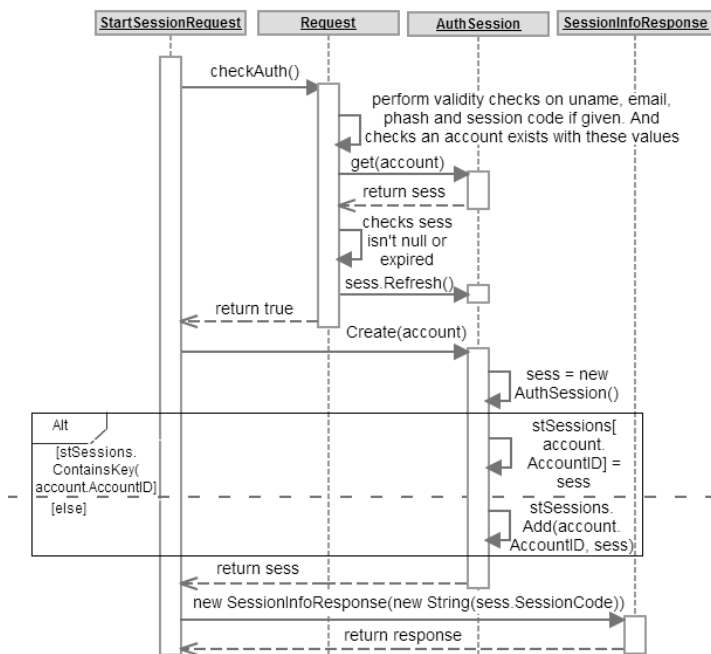 StartSessionRequest
Request
AuthSession
SessionInfoResponse
checkAuth()
perform validity checks on uname, email,
phash and session code if given. And
checks an account exists with these values
get(account)
return sess
checks sess
isn't null or
expired
sess.Refresh()
return true
Create(account)
sess = new
AuthSession()
Alt
[stSessions.
ContainsKey(
account.AccountID]
stSessions[
account.
AccountID] =
sess
[else]
stSessions.
Add(account.
AccountID, sess)
return sess
new SessionInfoResponse(new String(sess.SessionCode))
return response